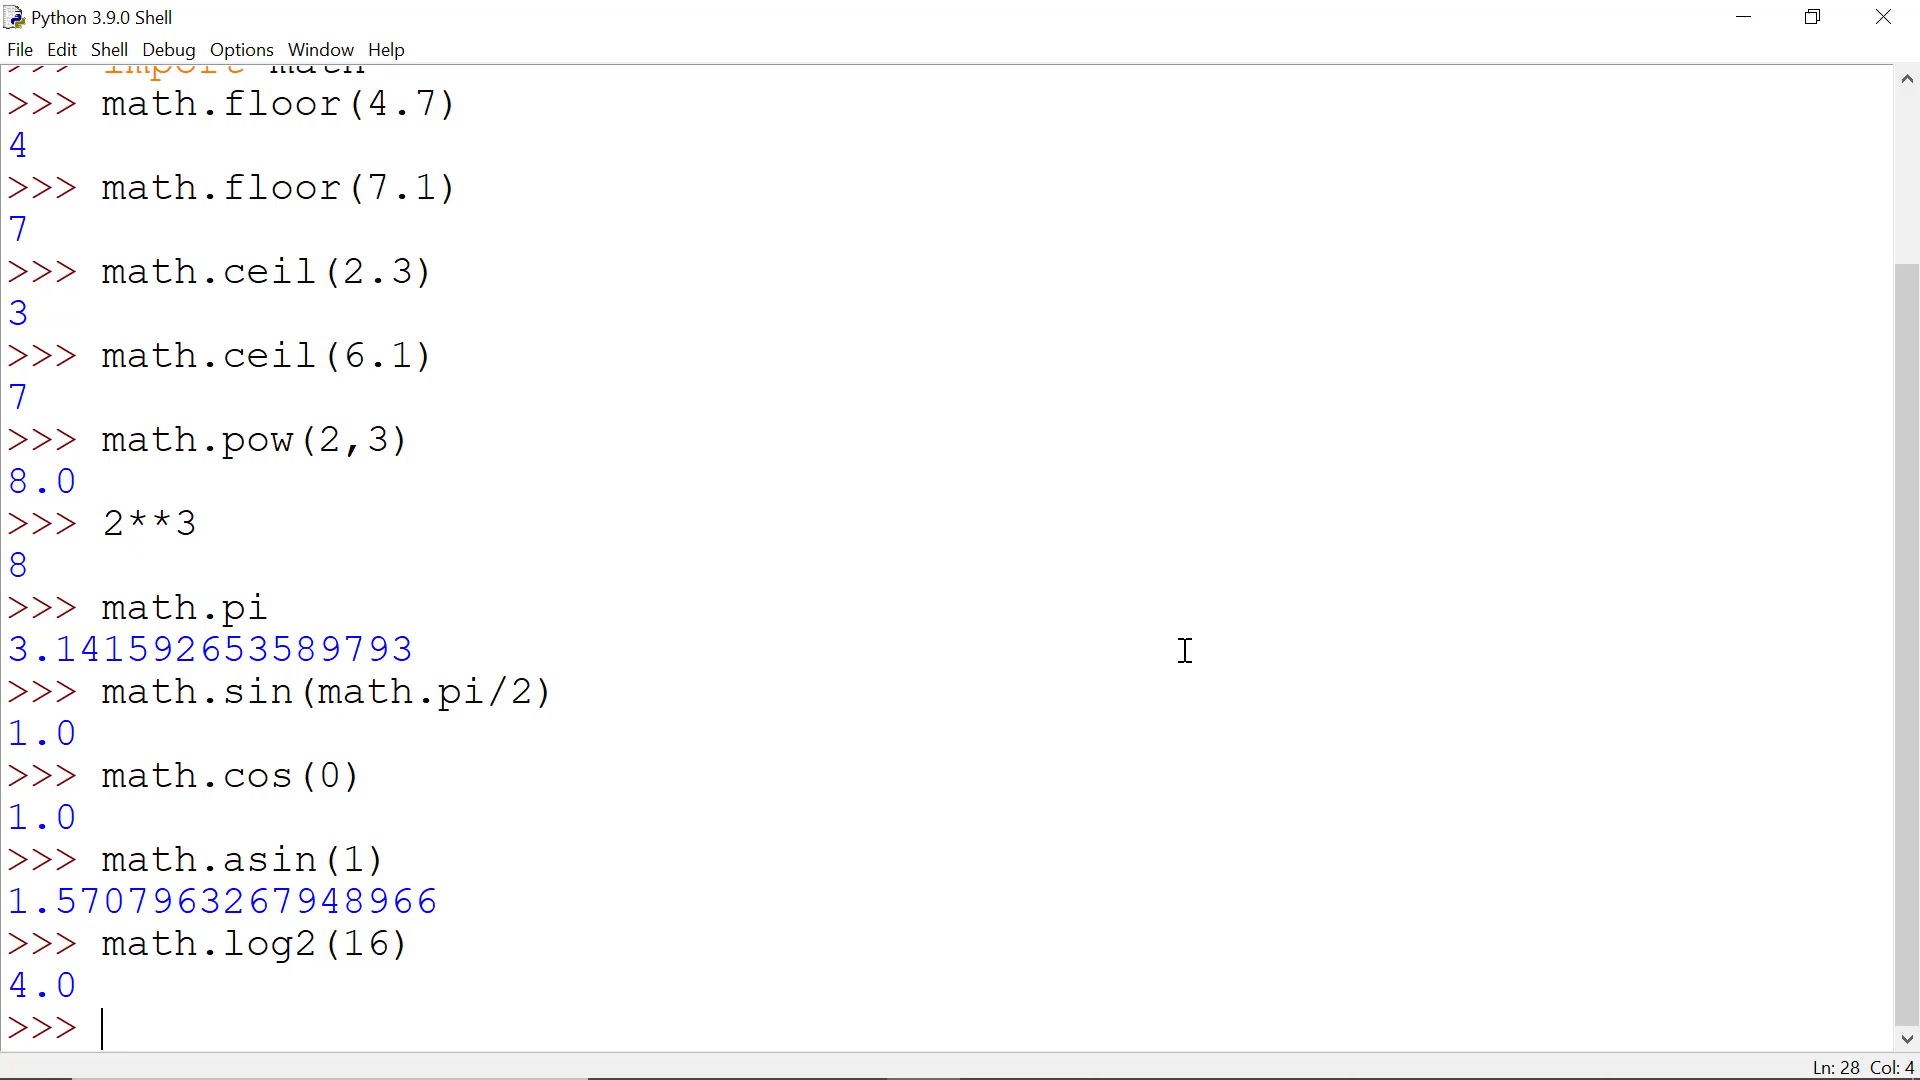 Python 3.9.0 Shell
File Edit Shell Debug Options Window Help
>>> import math
>>> math.floor(4.7)
4
>>> math.floor(7.1)
7
>>> math.ceil(2.3)
3
>>> math.ceil(6.1)
7
>>> math.pow(2,3)
8.0
>>> 2**3
8
>>> math.pi
3.141592653589793
>>> math.sin(math.pi/2)
1.0
>>> math.cos(0)
1.0
>>> math.asin(1)
1.5707963267948966
>>> math.log2(16)
4.0
>>>
Ln: 28 Col: 4